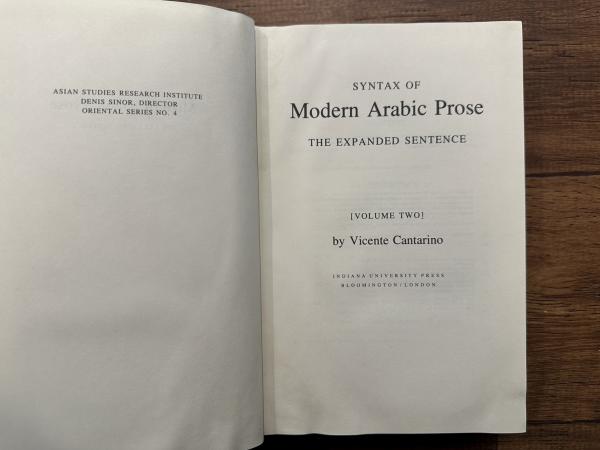 ASIAN STUDIES RESEARCH INSTITUTE
DENIS SINOR, DIRECTOR
ORIENTAL SERIES NO. 4
SYNTAX OF
Modern Arabic Prose
THE EXPANDED SENTENCE
[VOLUME TWO]
by Vicente Cantarino
INDIANA UNIVERSITY PRESS
BLOOMINGTON/LONDON